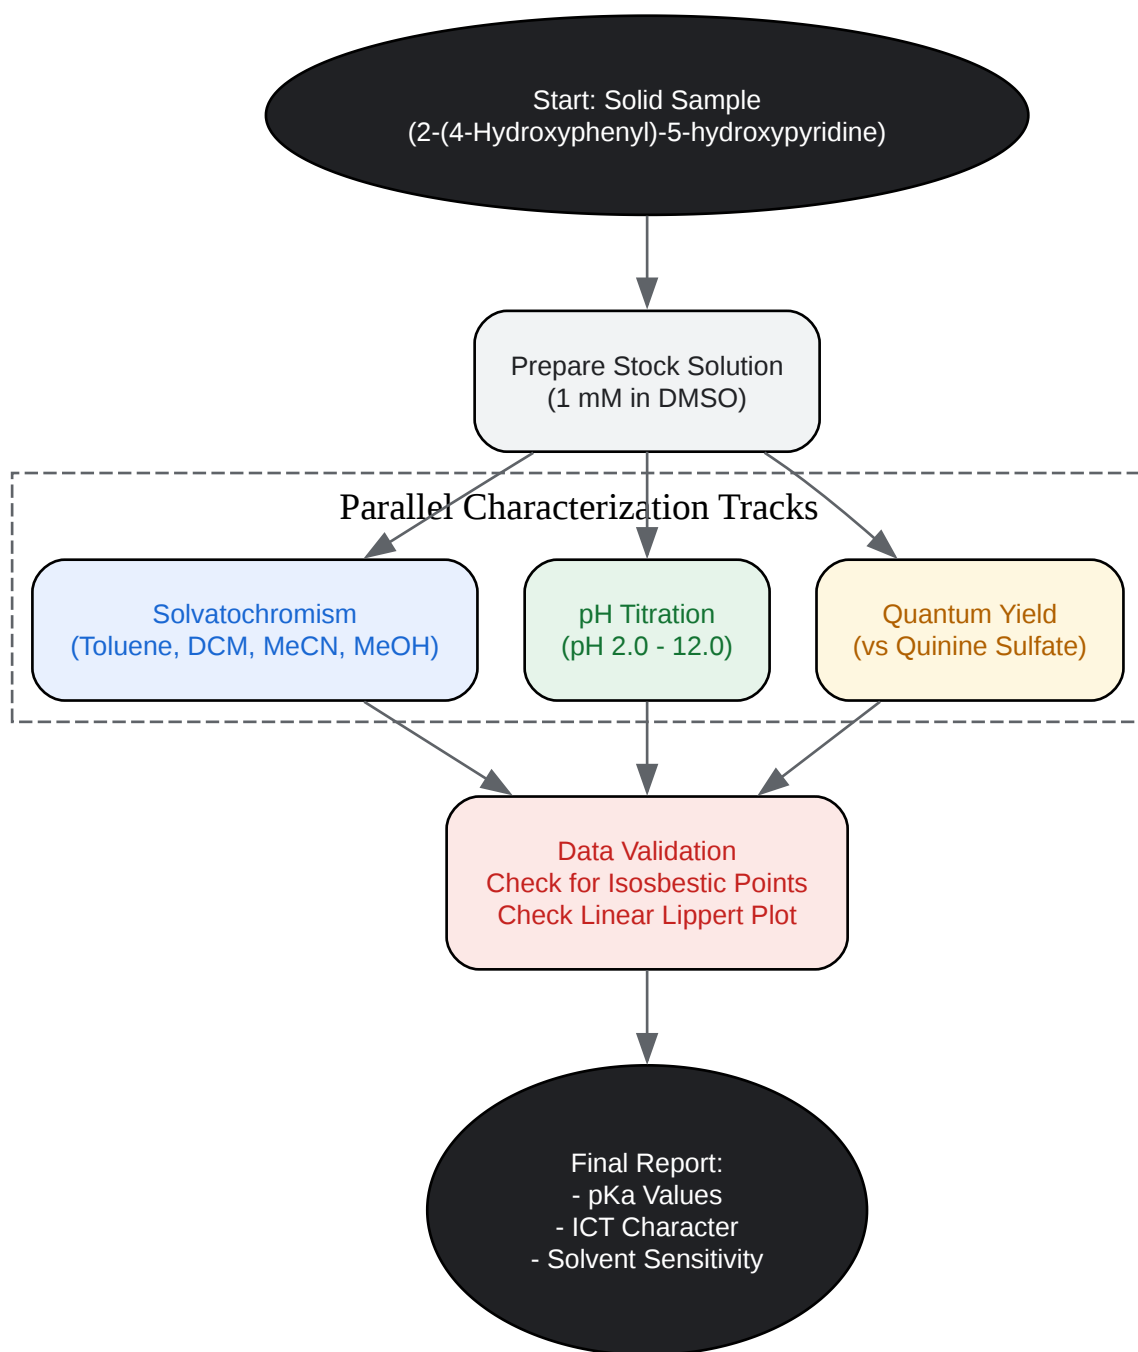 Start: Solid Sample
(2-(4-Hydroxyphenyl)-5-hydroxypyridine)
Prepare Stock Solution
(1 mM in DMSO)
Parallel Characterization Tracks
Solvatochromism
(Toluene, DCM, MeCN, MeOH)
pH Titration
(pH 2.0 - 12.0)
Quantum Yield
(vs Quinine Sulfate)
Data Validation
Check for Isosbestic Points
Check Linear Lippert Plot
Final Report:
- pKa Values
- ICT Character
- Solvent Sensitivity